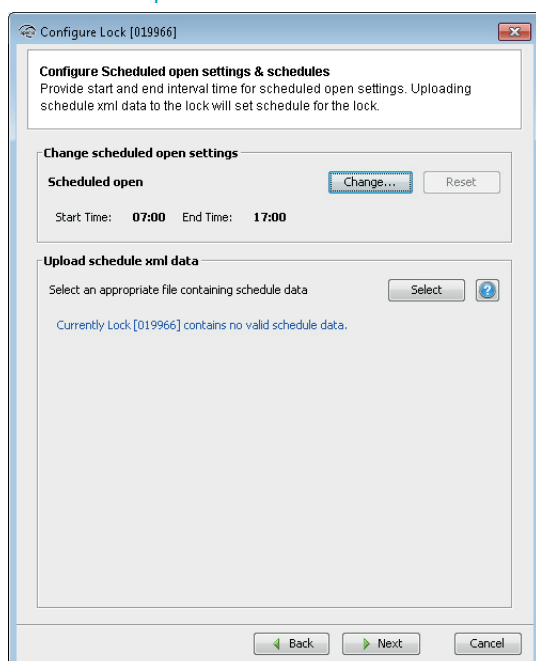 Configure Lock [019966]
Configure Scheduled open settings & schedules
Provide start and end interval time for scheduled open settings. Uploading
schedule xml data to the lock will set schedule for the lock.
Change scheduled open settings
Scheduled open Change... Reset
Start Time: 07:00 End Time: 17:00
Upload schedule xml data
Select an appropriate file containing schedule data Select ?
Currently Lock [019966] contains no valid schedule data.
Back Next Cancel